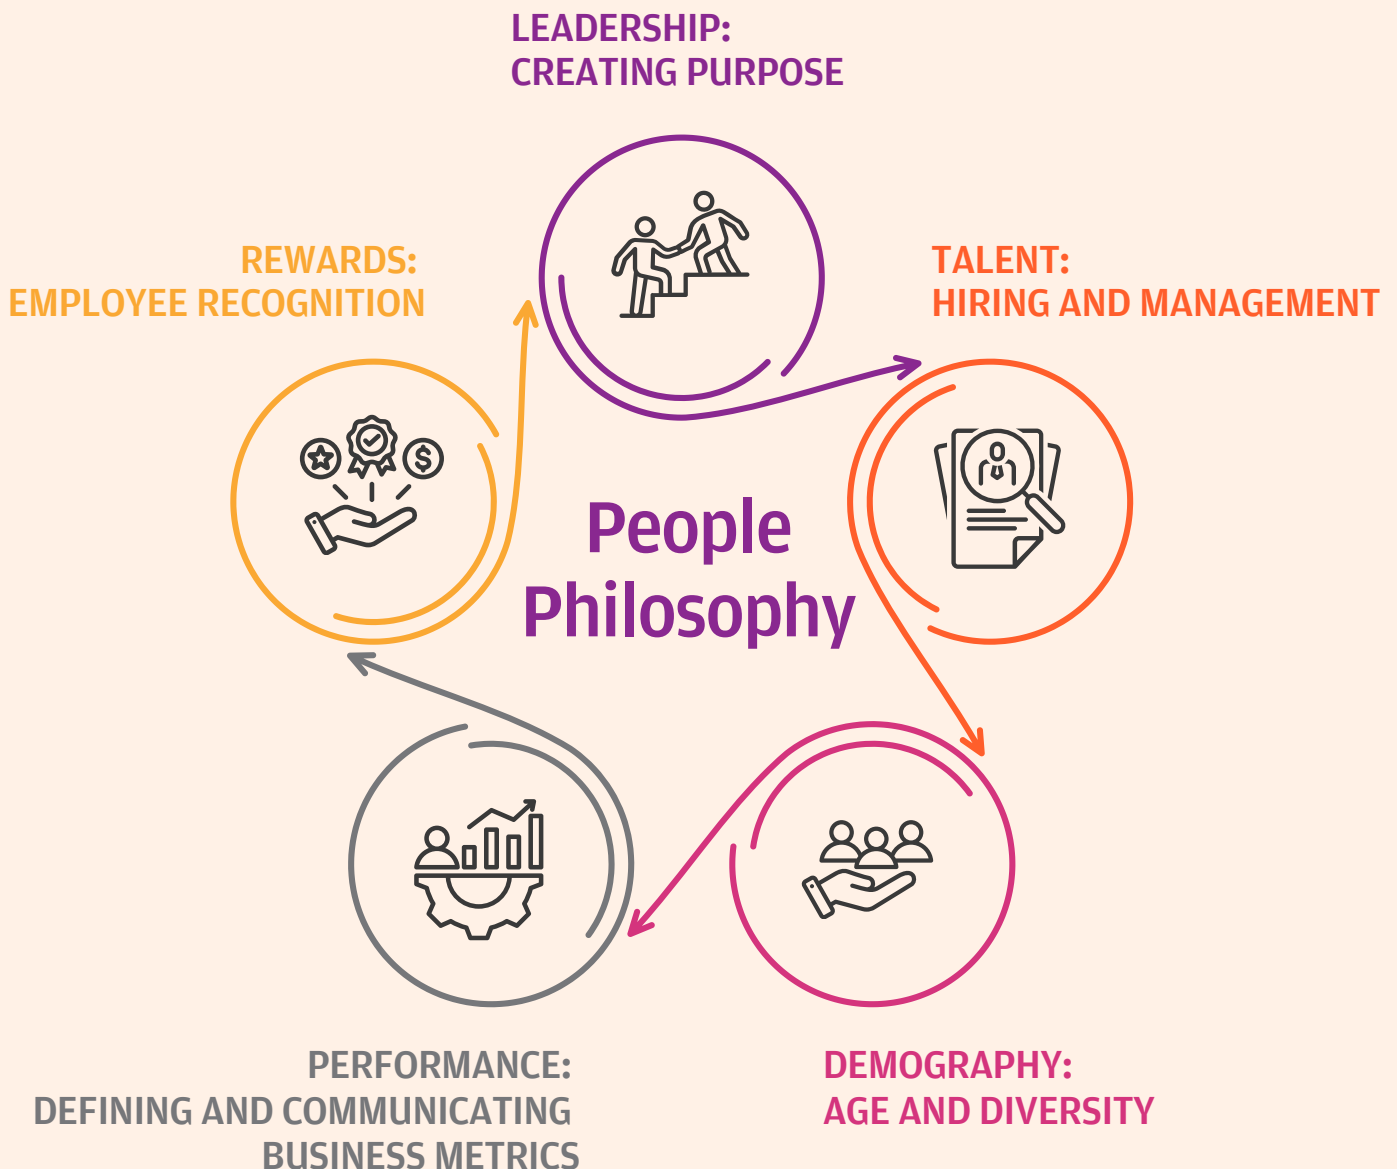 LEADERSHIP:
CREATING PURPOSE
REWARDS:
EMPLOYEE RECOGNITION
TALENT:
HIRING AND MANAGEMENT
People
Philosophy
PERFORMANCE:
DEFINING AND COMMUNICATING
BUSINESS METRICS
DEMOGRAPHY:
AGE AND DIVERSITY